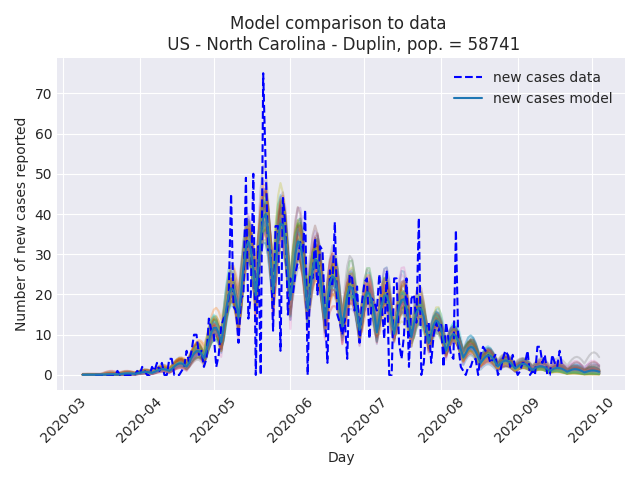 Model comparison to data
US - North Carolina - Duplin, pop. = 58741
new cases data
new cases model
Number of new cases reported
70
60
50
40
30
20
10
0
2020-03
2020-04
2020-05
2020-06
2020-07
2020-08
2020-09
2020-10
Day